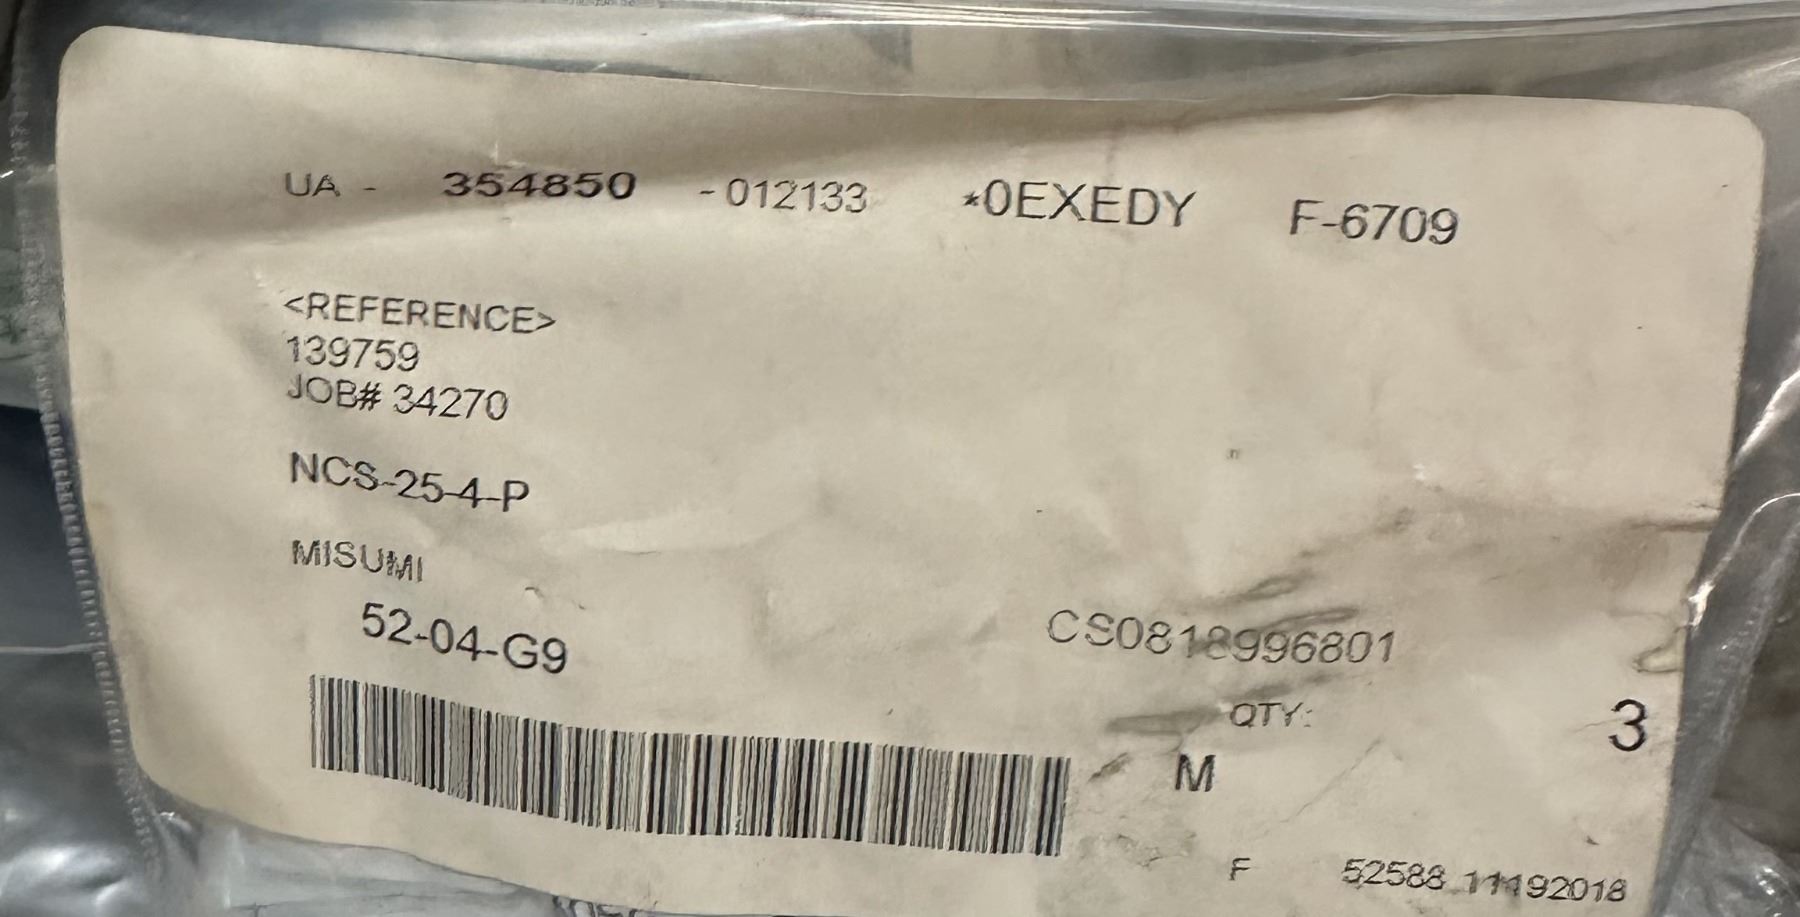 UA - 354850 - 012133 *0EXEDY F-6709
<REFERENCE>
139759
JOB# 34270
NCS-25-4-P
MISUMI
52-04-G9
CS0818996801
QTY: 3
M
F 52588 11192018